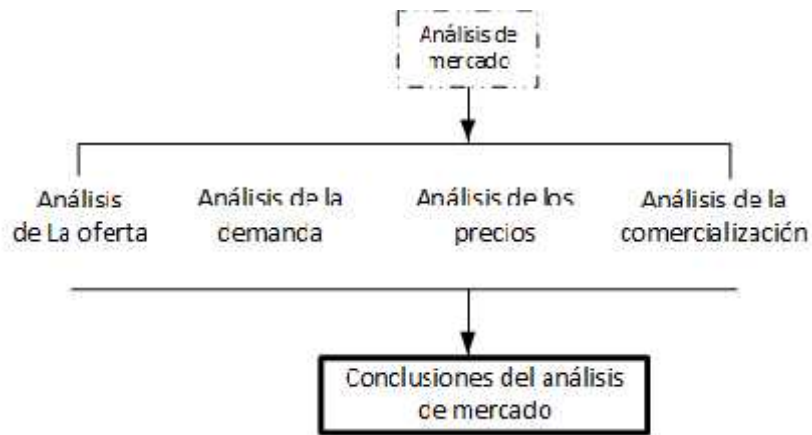 Análisis de
mercado
Análisis
de La oferta
Análisis de la
demanda
Análisis de los
precios
Análisis de la
comercialización
Conclusiones del análisis
de mercado